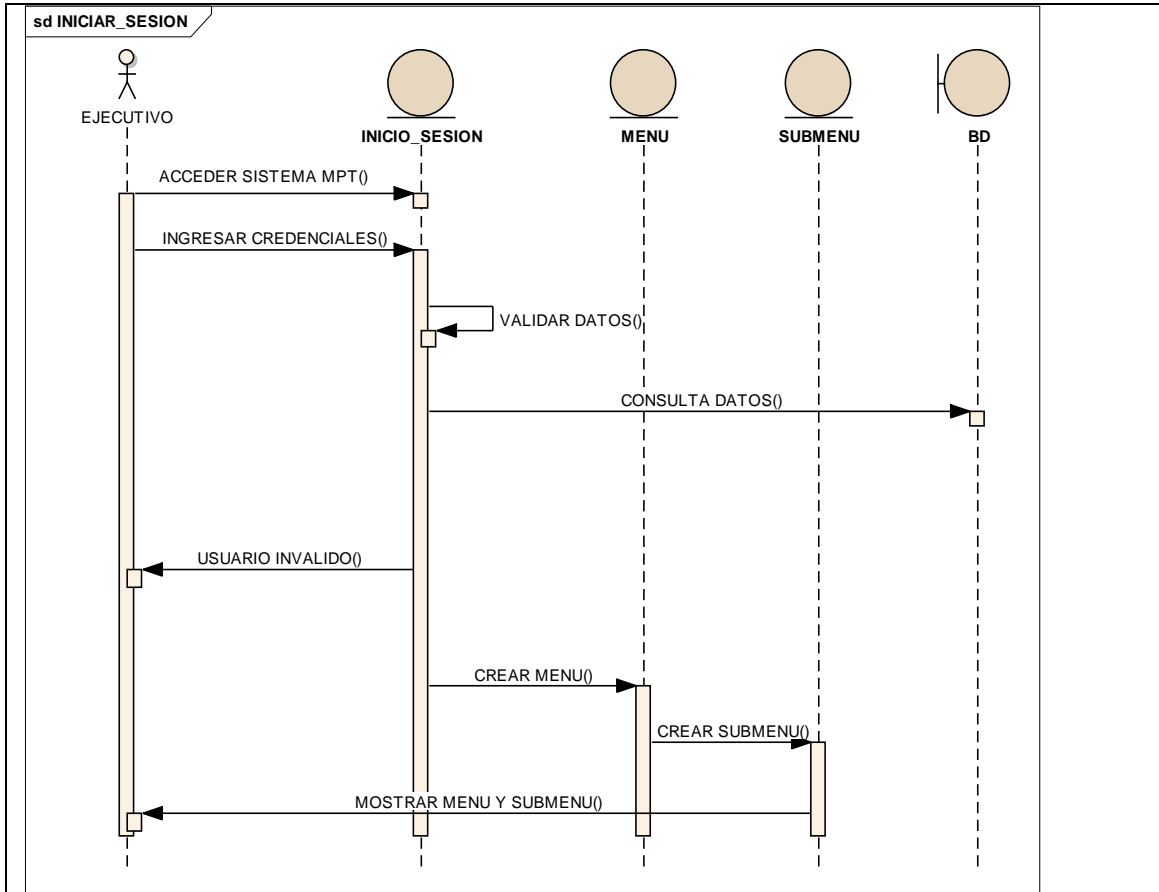 sd INICIAR_SESION
EJECUTIVO
INICIO_SESION
MENU
SUBMENU
BD
ACCEDER SISTEMA MPT()
INGRESAR CREDENCIALES()
VALIDAR DATOS()
CONSULTA DATOS()
USUARIO INVALIDO()
CREAR MENU()
CREAR SUBMENU()
MOSTRAR MENU Y SUBMENU()